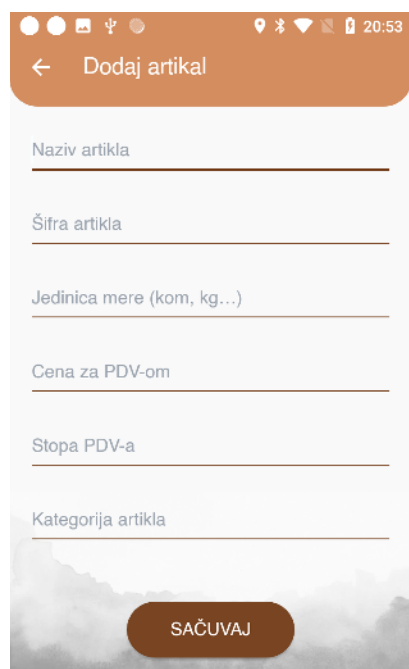 20:53
Dodaj artikal
Naziv artikla
Šifra artikla
Jedinica mere (kom, kg...)
Cena za PDV-om
Stopa PDV-a
Kategorija artikla
SAČUVAJ